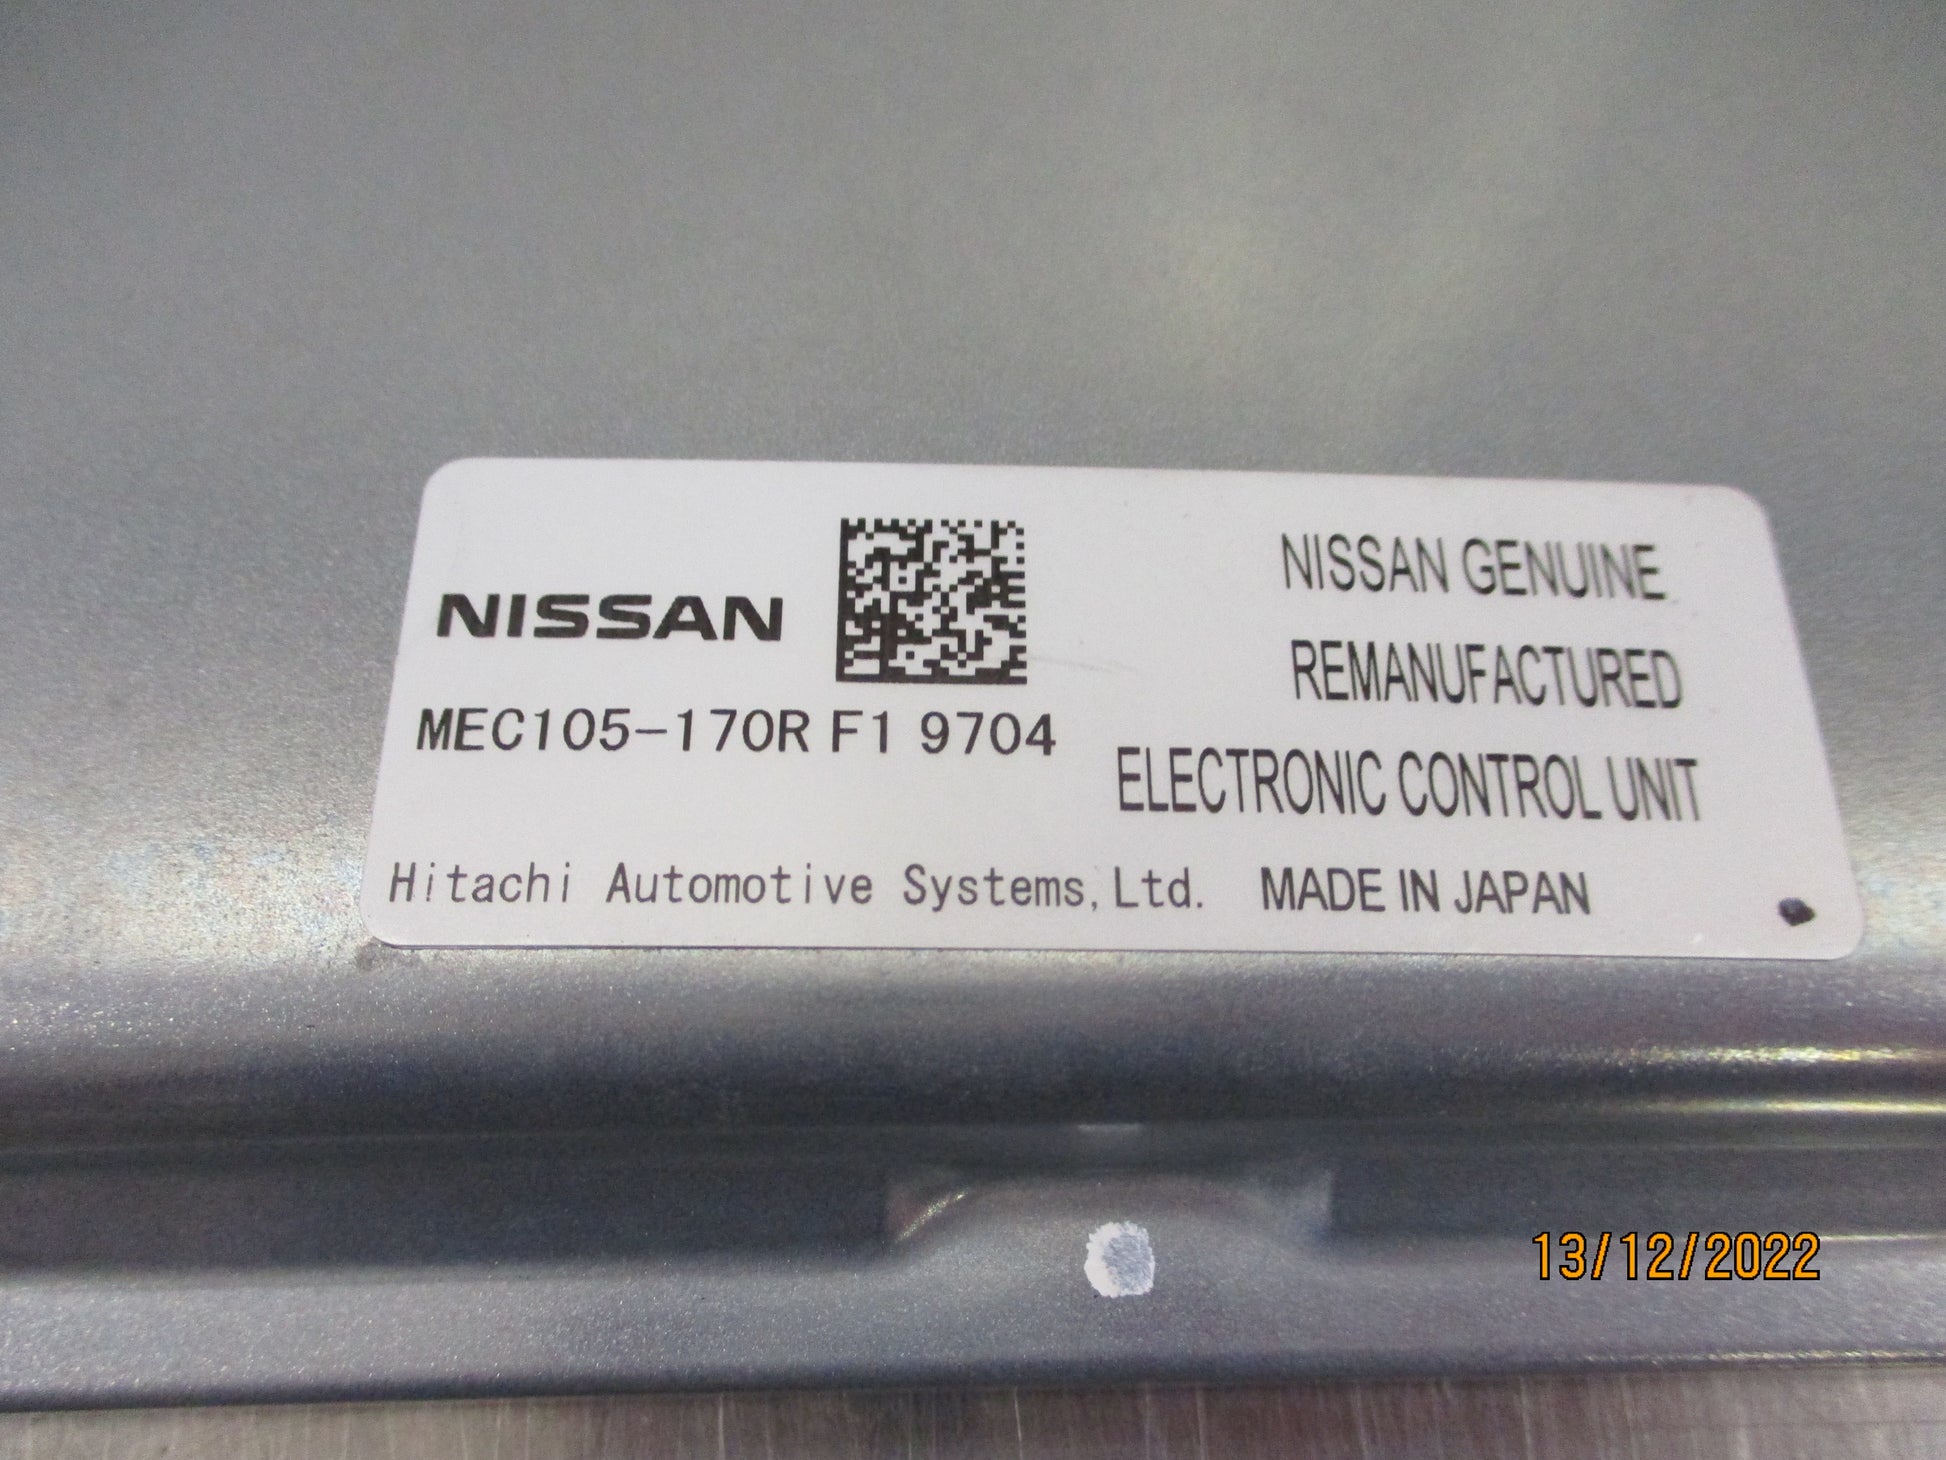 NISSAN
MEC105-170R F1 9704
NISSAN GENUINE
REMANUFACTURED
ELECTRONIC CONTROL UNIT
Hitachi Automotive Systems,Ltd. MADE IN JAPAN
13/12/2022